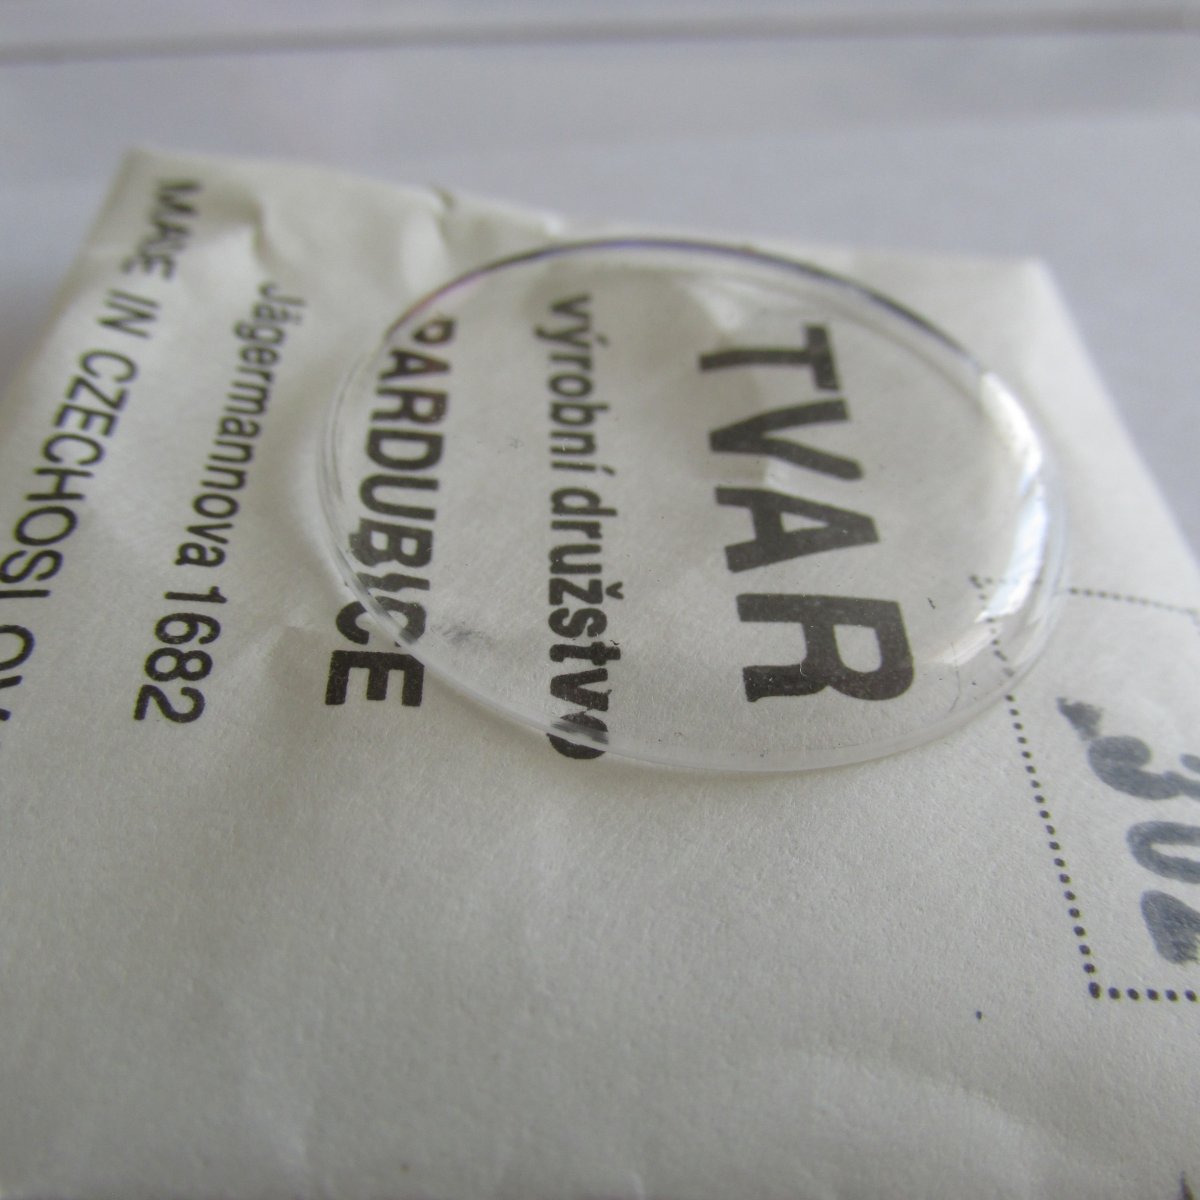 TVAR
výrobní družstvo
PARDUBICE
Jägermannova 1682
MADE IN